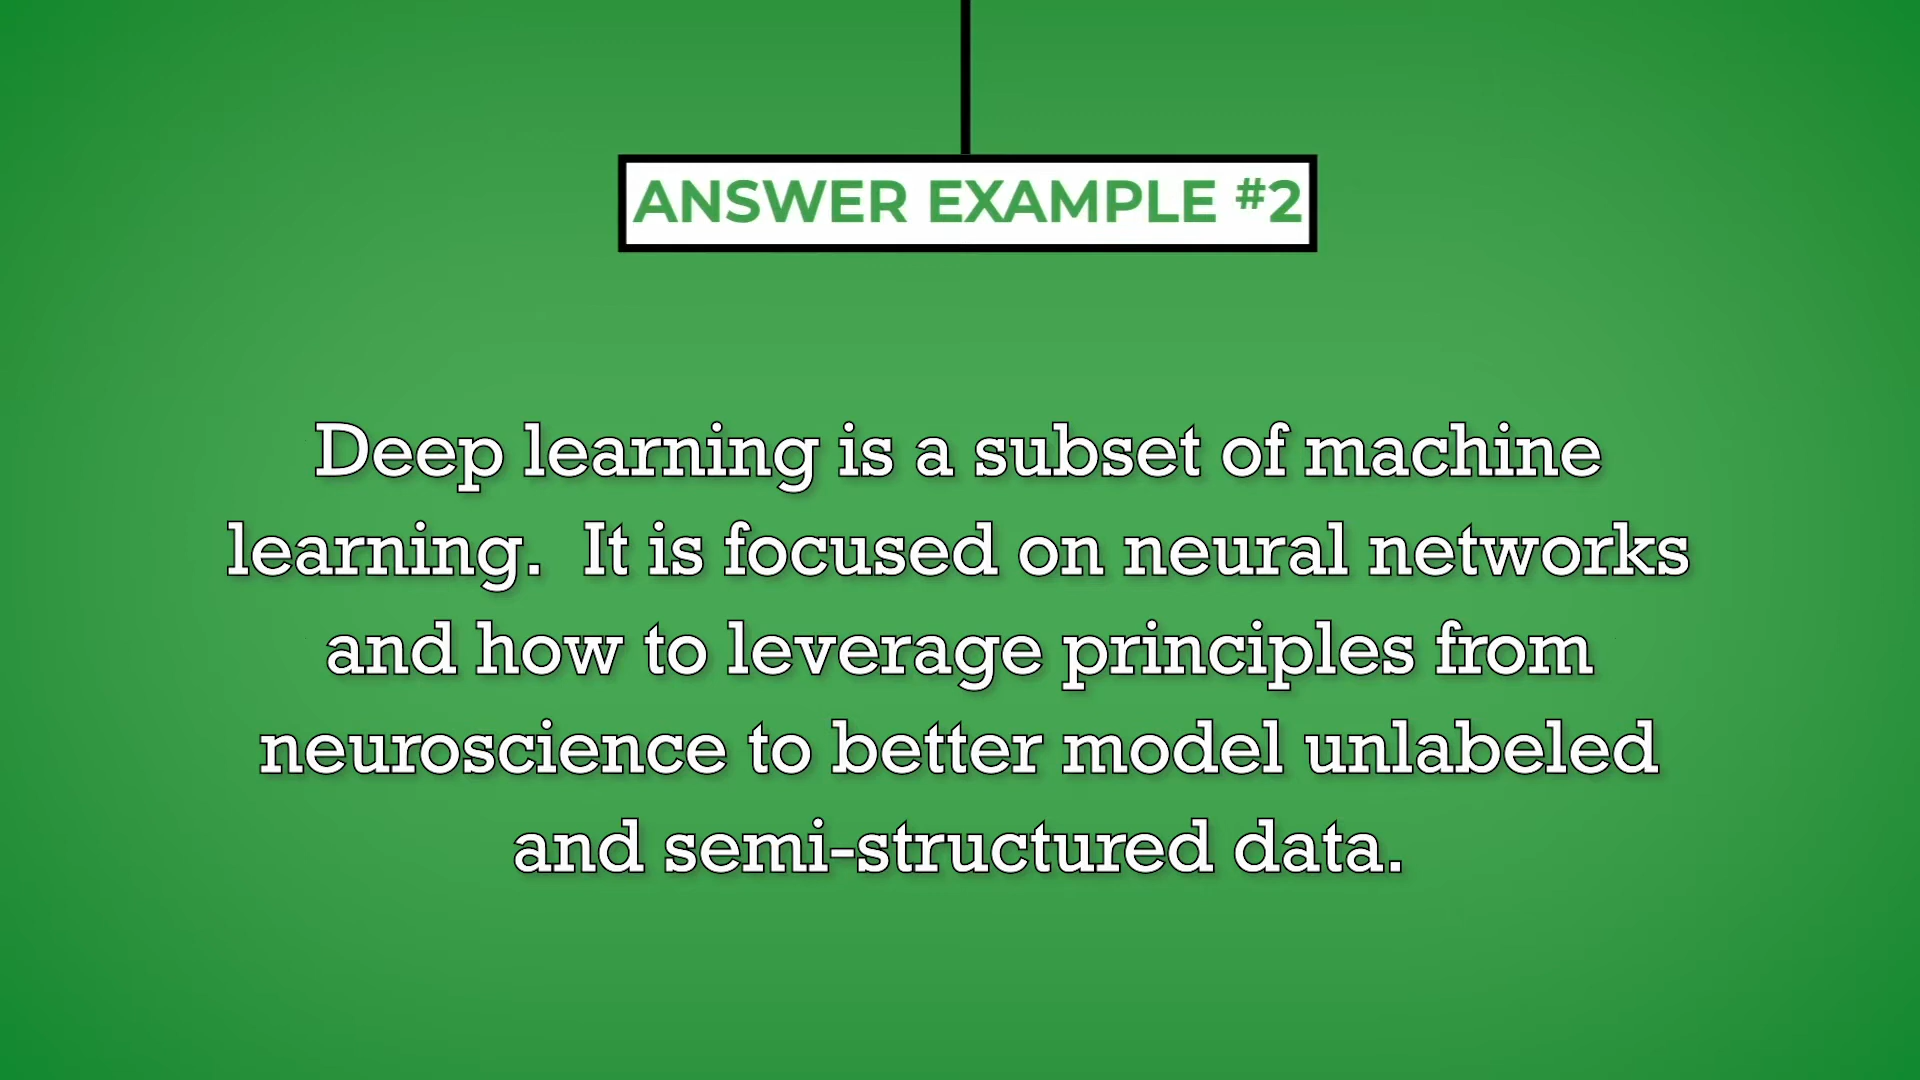 ANSWER EXAMPLE #2
Deep learning is a subset of machine
learning.  It is focused on neural networks
and how to leverage principles from
neuroscience to better model unlabeled
and semi-structured data.